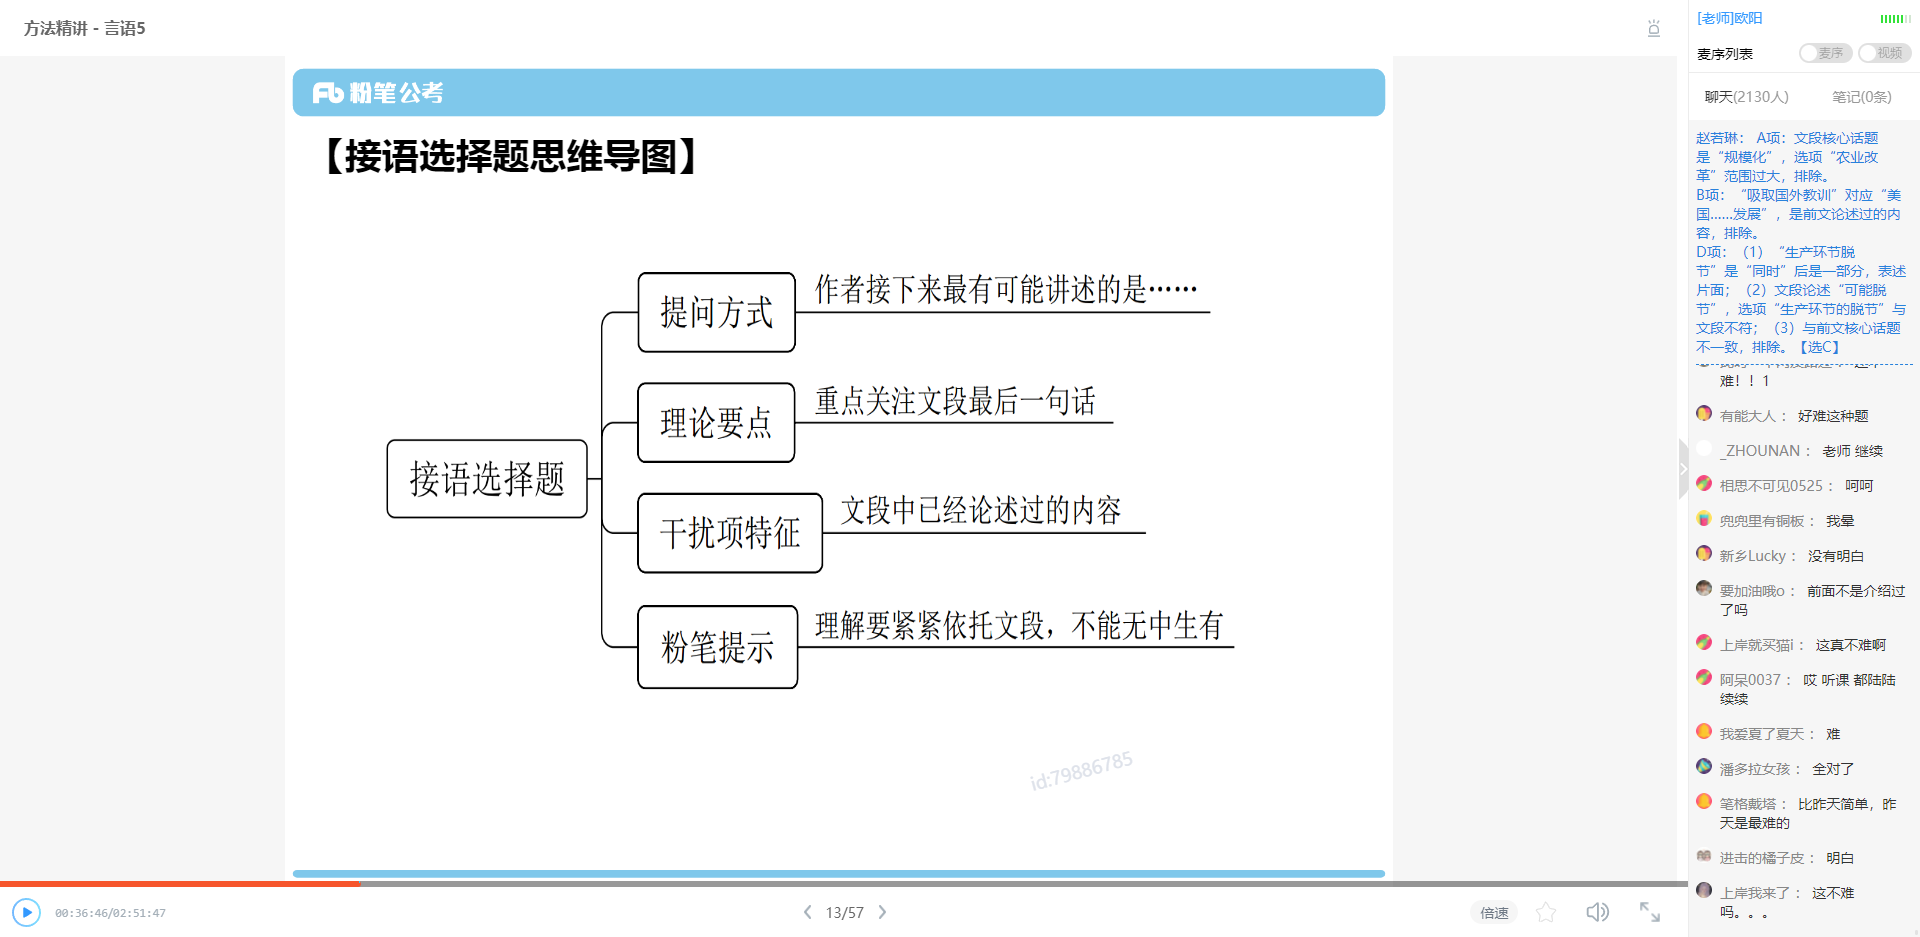 方法精讲 - 言语5
粉笔公考
【接语选择题思维导图】
接语选择题
提问方式
作者接下来最有可能讲述的是……
理论要点
重点关注文段最后一句话
干扰项特征
文段中已经论述过的内容
粉笔提示
理解要紧紧依托文段，不能无中生有
id:79886785
00:36:46/02:51:47
13/57
倍速
[老师]欧阳
麦序列表
麦序
视频
聊天(2130人)
笔记(0条)
赵若琳： A项：文段核心话题
是“规模化”，选项“农业改
革”范围过大，排除。
B项：“吸取国外教训”对应“美
国......发展”，是前文论述过的内
容，排除。
D项：（1）“生产环节脱
节”是“同时”后是一部分，表述
片面；（2）文段论述“可能脱
节”，选项“生产环节的脱节”与
文段不符；（3）与前文核心话题
不一致，排除。【选C】
难！！1
有能大人： 好难这种题
_ZHOUNAN： 老师 继续
相思不可见0525： 呵呵
兜兜里有铜板： 我晕
新乡Lucky： 没有明白
要加油哦o： 前面不是介绍过
了吗
上岸就买猫i： 这真不难啊
阿呆0037： 哎 听课 都陆陆
续续
我爱夏了夏天： 难
潘多拉女孩： 全对了
笔格戴塔： 比昨天简单，昨
天是最难的
进击的橘子皮： 明白
上岸我来了： 这不难
吗。。。